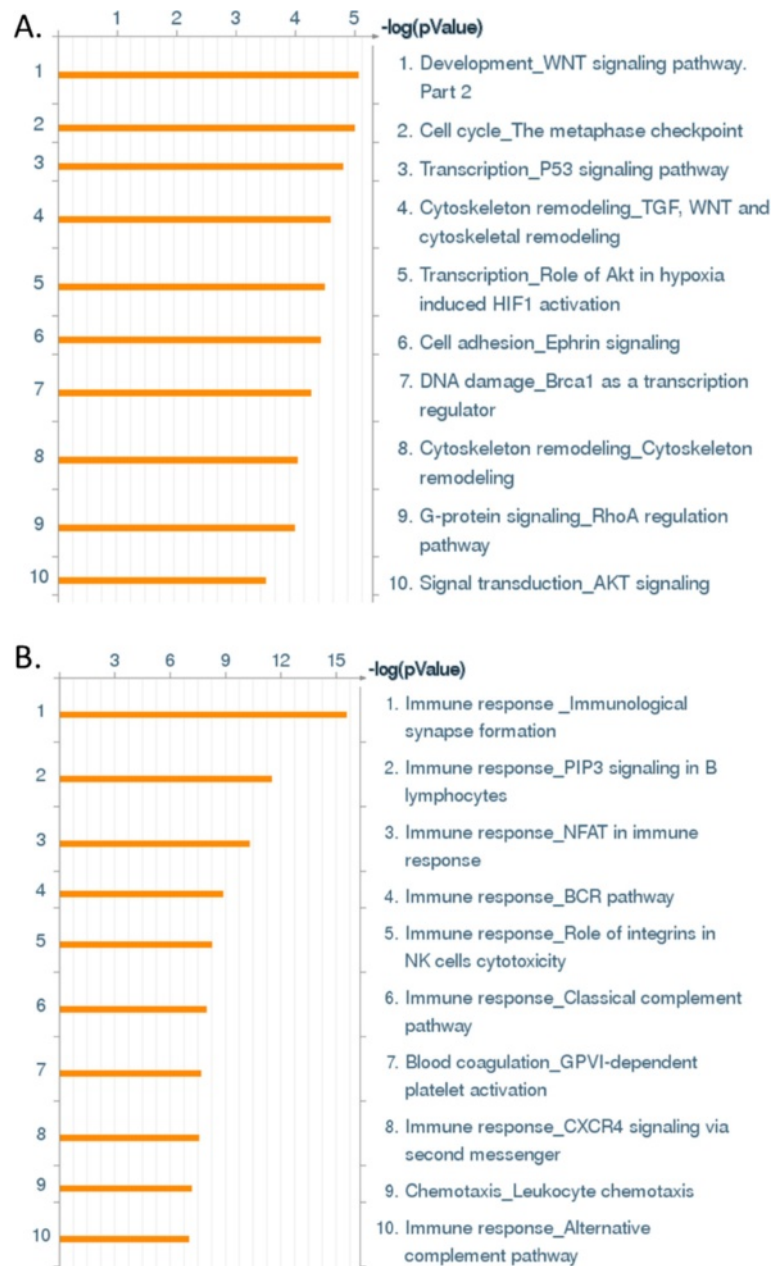 A.
1 2 3 4 5 -log(pValue)
1 1. Development_WNT signaling pathway.
Part 2
2 2. Cell cycle_The metaphase checkpoint
3 3. Transcription_P53 signaling pathway
4 4. Cytoskeleton remodeling_TGF, WNT and
cytoskeletal remodeling
5 5. Transcription_Role of Akt in hypoxia
induced HIF1 activation
6 6. Cell adhesion_Ephrin signaling
7 7. DNA damage_Brca1 as a transcription
regulator
8 8. Cytoskeleton remodeling_Cytoskeleton
remodeling
9 9. G-protein signaling_RhoA regulation
pathway
10 10. Signal transduction_AKT signaling
B.
3 6 9 12 15 -log(pValue)
1 1. Immune response _Immunological
synapse formation
2 2. Immune response_PIP3 signaling in B
lymphocytes
3 3. Immune response_NFAT in immune
response
4 4. Immune response_BCR pathway
5 5. Immune response_Role of integrins in
NK cells cytotoxicity
6 6. Immune response_Classical complement
pathway
7 7. Blood coagulation_GPVI-dependent
platelet activation
8 8. Immune response_CXCR4 signaling via
second messenger
9 9. Chemotaxis_Leukocyte chemotaxis
10 10. Immune response_Alternative
complement pathway